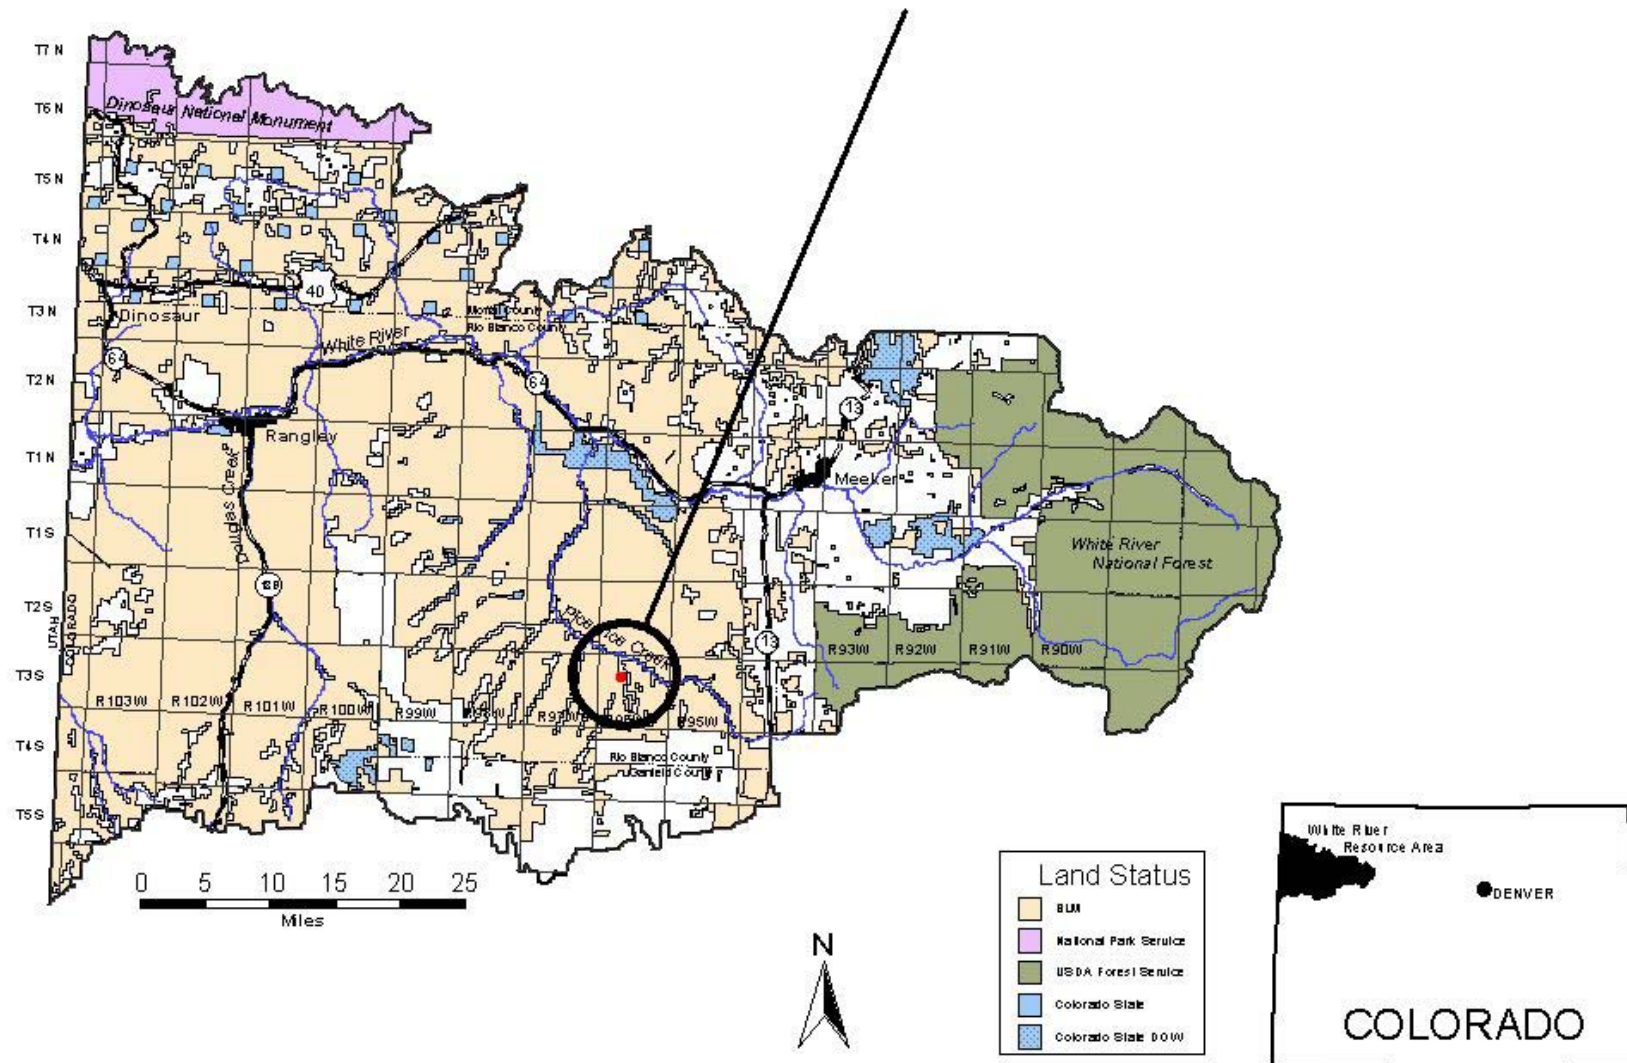 T7 N
T6 N
T5 N
T4 N
T3 N
T2 N
T1 N
T1 S
T2 S
T3 S
T4 S
T5 S
Dinosaur National Monument
40
Dinosaur
64
White River
Moffat County
Rio Blanco County
64
13
Rangley
Meeker
Douglas Creek
139
UTAH
COLORADO
White River
National Forest
Piceance Creek
13
R93W
R92W
R91W
R90W
R103W
R102W
R101W
R100W
R99W
R98W
R97W
R96W
R95W
Rio Blanco County
Garfield County
0 5 10 15 20 25
Miles
N
Land Status
BLM
National Park Service
USDA Forest Service
Colorado State
Colorado State DOW
White River
Resource Area
DENVER
COLORADO